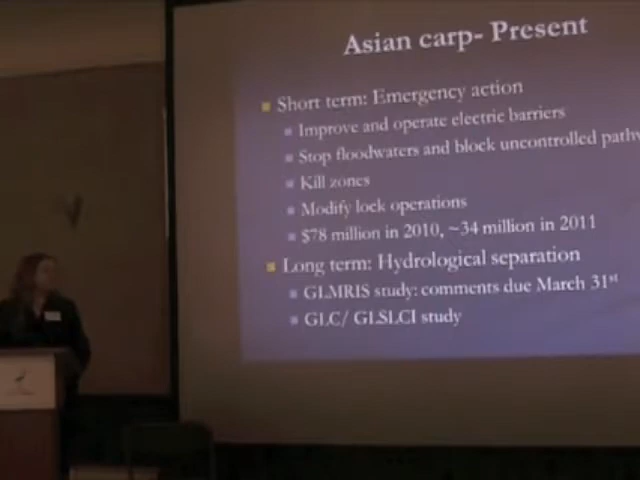 Asian carp- Present
Short term: Emergency action
Improve and operate electric barriers
Stop floodwaters and block uncontrolled
Kill zones
Modify lock operations
$78 million in 2010, ~34 million in 2011
Long term: Hydrological separation
GLMRIS study: comments due March 31st
GLC/ GLSLCI study